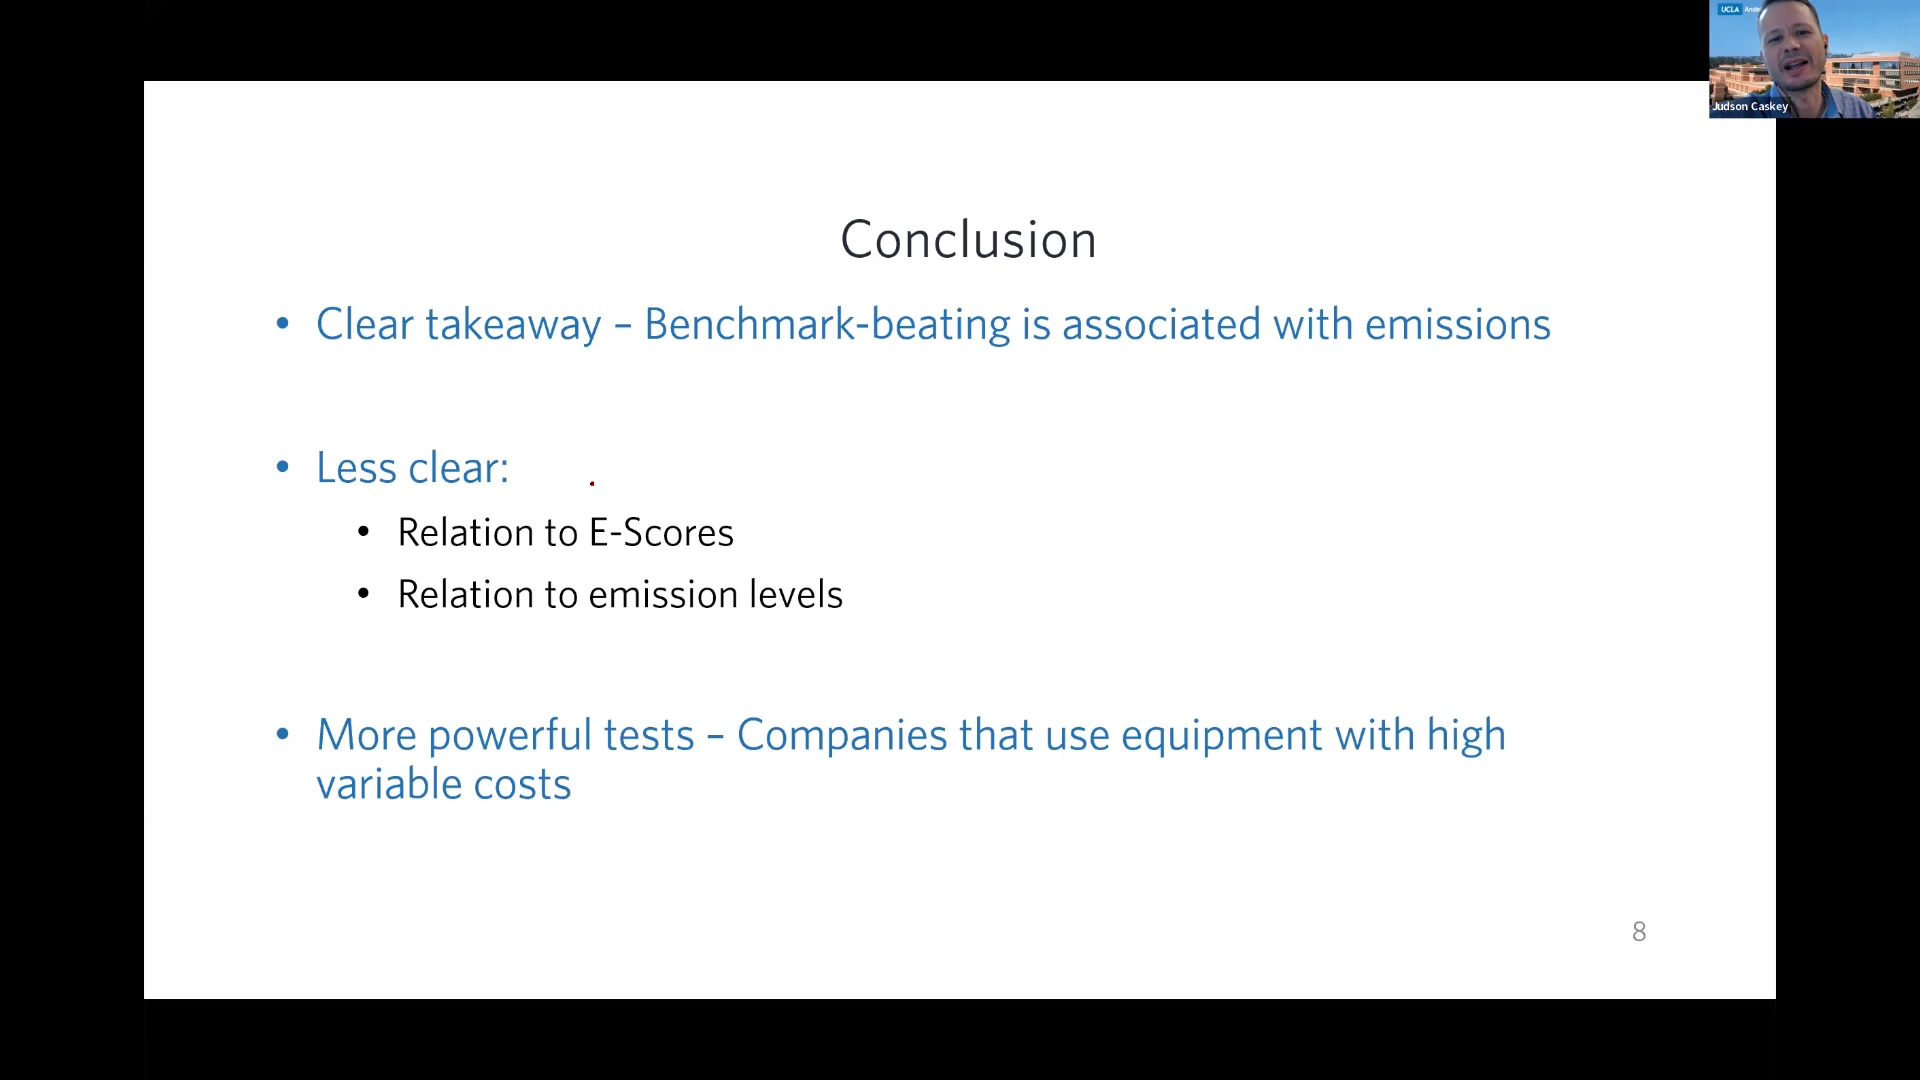 UCLA Ande
Judson Caskey
Conclusion
• Clear takeaway – Benchmark-beating is associated with emissions
• Less clear:
• Relation to E-Scores
• Relation to emission levels
• More powerful tests – Companies that use equipment with high
variable costs
8